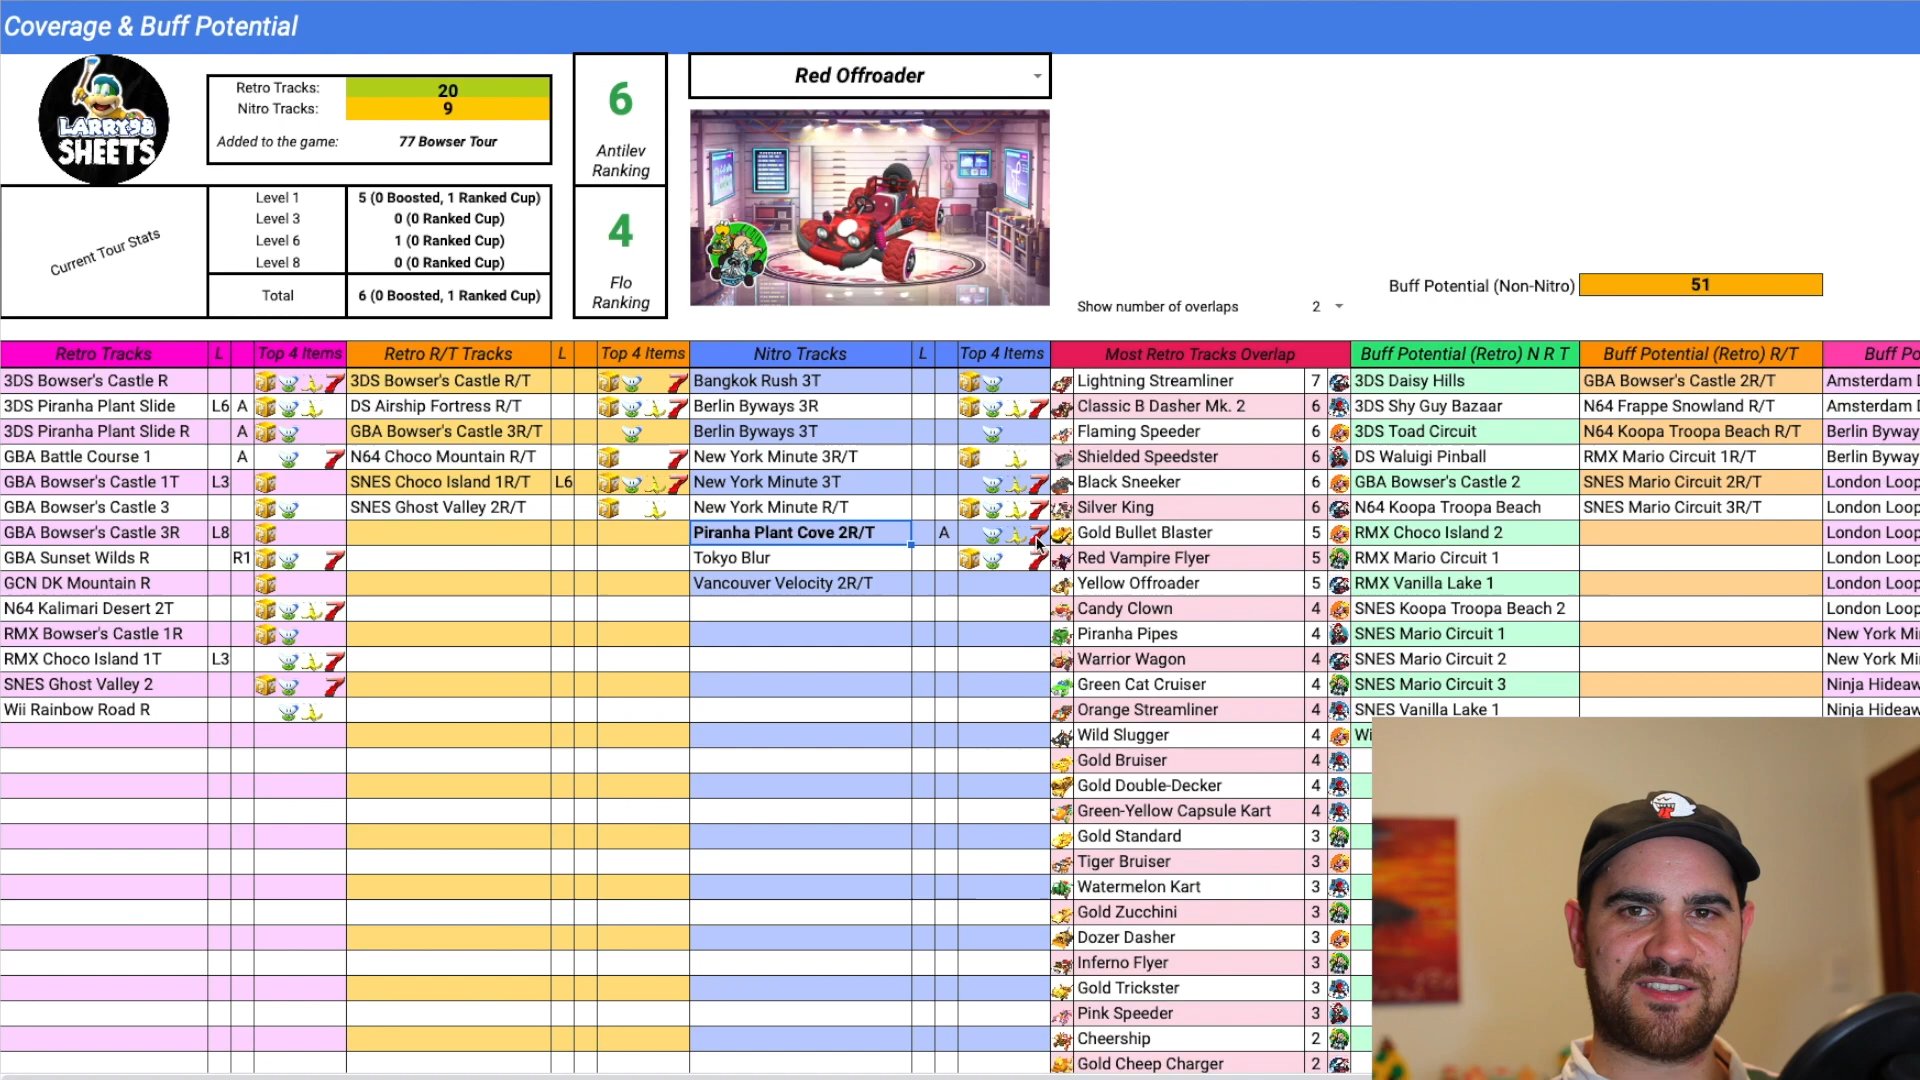 Coverage & Buff Potential
LARRY98
SHEETS
Retro Tracks: 20
Nitro Tracks: 9
Added to the game: 77 Bowser Tour
Current Tour Stats
Level 1 5 (0 Boosted, 1 Ranked Cup)
Level 3 0 (0 Ranked Cup)
Level 6 1 (0 Ranked Cup)
Level 8 0 (0 Ranked Cup)
Total 6 (0 Boosted, 1 Ranked Cup)
6
Antilev
Ranking
4
Flo
Ranking
Red Offroader
Show number of overlaps 2
Buff Potential (Non-Nitro) 51
Retro Tracks L Top 4 Items Retro R/T Tracks L Top 4 Items Nitro Tracks L Top 4 Items Most Retro Tracks Overlap Buff Potential (Retro) N R T Buff Potential (Retro) R/T Buff Po
3DS Bowser's Castle R 3DS Bowser's Castle R/T Bangkok Rush 3T Lightning Streamliner 7 3DS Daisy Hills GBA Bowser's Castle 2R/T Amsterdam
3DS Piranha Plant Slide L6 A DS Airship Fortress R/T Berlin Byways 3R Classic B Dasher Mk. 2 6 3DS Shy Guy Bazaar N64 Frappe Snowland R/T Amsterdam
3DS Piranha Plant Slide R A GBA Bowser's Castle 3R/T Berlin Byways 3T Flaming Speeder 6 3DS Toad Circuit N64 Koopa Troopa Beach R/T Berlin Byway
GBA Battle Course 1 A N64 Choco Mountain R/T New York Minute 3R/T Shielded Speedster 6 DS Waluigi Pinball RMX Mario Circuit 1R/T Berlin Byway
GBA Bowser's Castle 1T L3 SNES Choco Island 1R/T L6 New York Minute 3T Black Sneeker 6 GBA Bowser's Castle 2 SNES Mario Circuit 2R/T London Loop
GBA Bowser's Castle 3 SNES Ghost Valley 2R/T New York Minute R/T Silver King 6 N64 Koopa Troopa Beach SNES Mario Circuit 3R/T London Loop
GBA Bowser's Castle 3R L8 Piranha Plant Cove 2R/T A Gold Bullet Blaster 5 RMX Choco Island 2 London Loop
GBA Sunset Wilds R R1 Tokyo Blur Red Vampire Flyer 5 RMX Mario Circuit 1 London Loop
GCN DK Mountain R Vancouver Velocity 2R/T Yellow Offroader 5 RMX Vanilla Lake 1 London Loop
N64 Kalimari Desert 2T Candy Clown 4 SNES Koopa Troopa Beach 2 London Loop
RMX Bowser's Castle 1R Piranha Pipes 4 SNES Mario Circuit 1 New York Mi
RMX Choco Island 1T L3 Warrior Wagon 4 SNES Mario Circuit 2 New York Mi
SNES Ghost Valley 2 Green Cat Cruiser 4 SNES Mario Circuit 3 Ninja Hideaw
Wii Rainbow Road R Orange Streamliner 4 SNES Vanilla Lake 1 Ninja Hideaw
Wild Slugger 4 Wi
Gold Bruiser 4
Gold Double-Decker 4
Green-Yellow Capsule Kart 4
Gold Standard 3
Tiger Bruiser 3
Watermelon Kart 3
Gold Zucchini 3
Dozer Dasher 3
Inferno Flyer 3
Gold Trickster 3
Pink Speeder 3
Cheership 2
Gold Cheep Charger 2